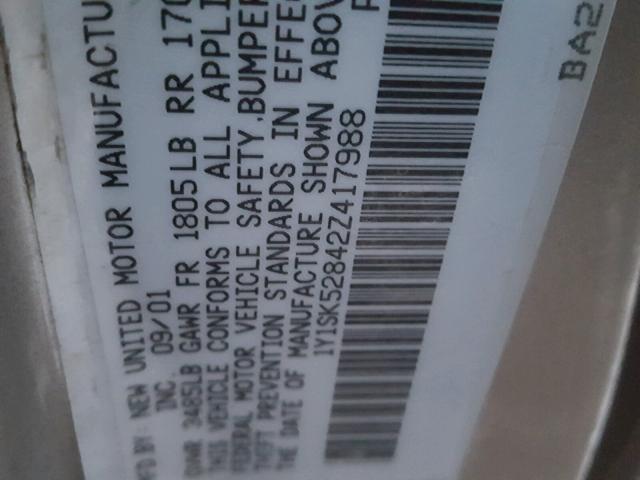 MFD BY: NEW UNITED MOTOR MANUFACTU
INC. 09/01
GVWR 3485LB GAWR FR 1805LB RR 170
THIS VEHICLE CONFORMS TO ALL APPLI
FEDERAL MOTOR VEHICLE SAFETY, BUMPER
THEFT PREVENTION STANDARDS IN EFFEC
THE DATE OF MANUFACTURE SHOWN ABOV
1Y1SK52842Z417988
P
BA2